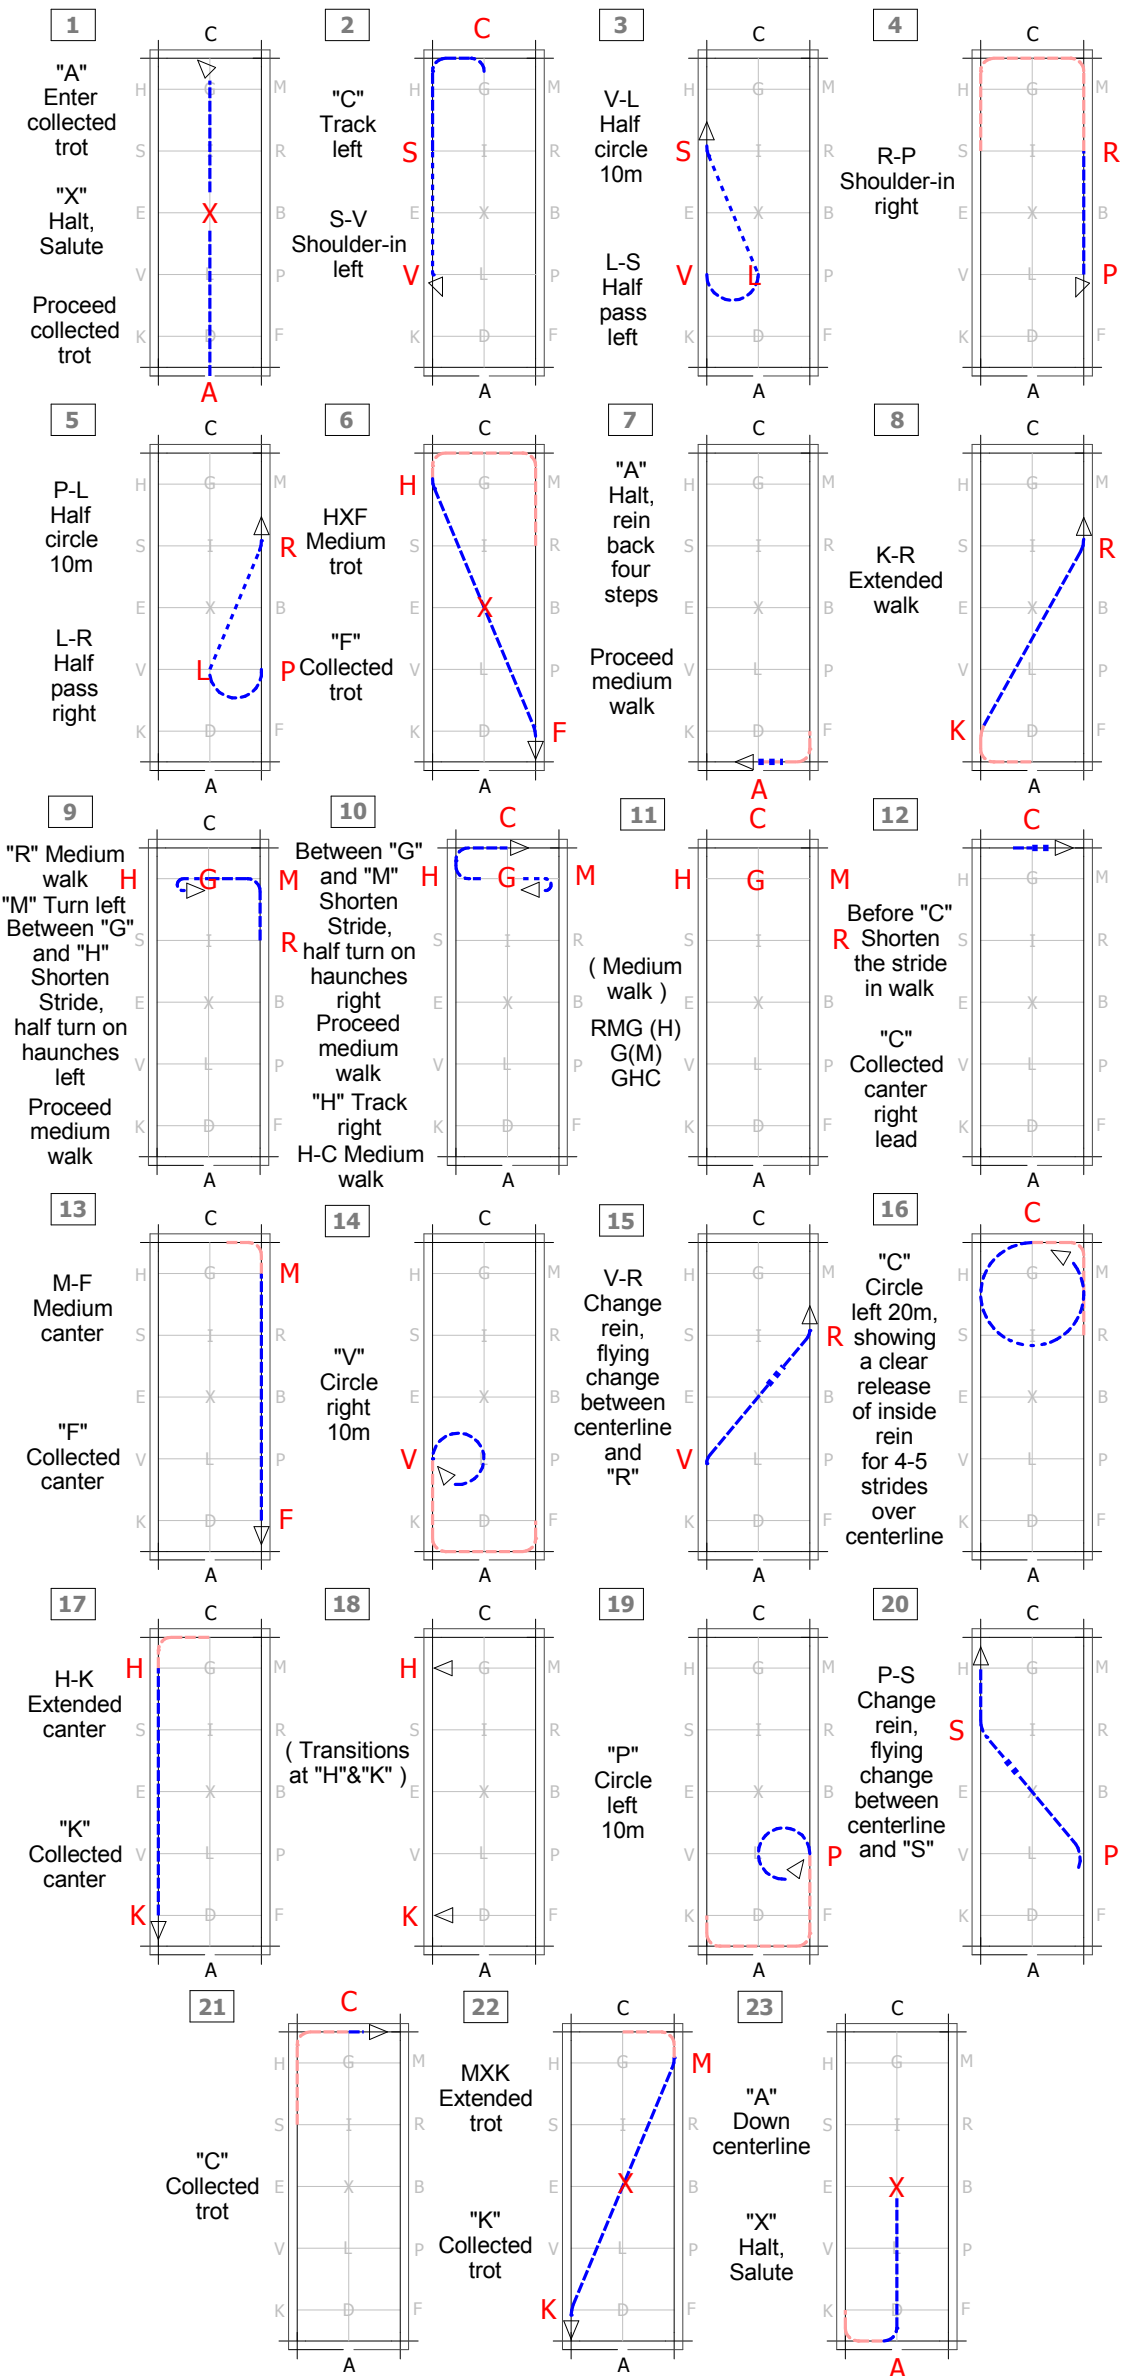 1
"A"
Enter
collected
trot
"X"
Halt,
Salute
Proceed
collected
trot
C
H G M
S I R
E X B
V L P
K D F
A
2
"C"
Track
left
S-V
Shoulder-in
left
C
H G M
S I R
E X B
V L P
K D F
A
3
V-L
Half
circle
10m
L-S
Half
pass
left
C
H G M
S I R
E X B
V L P
K D F
A
4
R-P
Shoulder-in
right
C
H G M
S I R
E X B
V L P
K D F
A
5
P-L
Half
circle
10m
L-R
Half
pass
right
C
H G M
S I R
E X B
V L P
K D F
A
6
HXF
Medium
trot
"F"
Collected
trot
C
H G M
S I R
E X B
V L P
K D F
A
7
"A"
Halt,
rein
back
four
steps
Proceed
medium
walk
C
H G M
S I R
E X B
V L P
K D F
A
8
K-R
Extended
walk
C
H G M
S I R
E X B
V L P
K D F
A
9
"R" Medium
walk
"M" Turn left
Between "G"
and "H"
Shorten
Stride,
half turn on
haunches
left
Proceed
medium
walk
C
H G M
S I R
E X B
V L P
K D F
A
10
Between "G"
and "M"
Shorten
Stride,
half turn on
haunches
right
Proceed
medium
walk
"H" Track
right
H-C Medium
walk
C
H G M
S I R
E X B
V L P
K D F
A
11
( Medium
walk )
RMG (H)
G(M)
GHC
C
H G M
S I R
E X B
V L P
K D F
A
12
Before "C"
Shorten
the stride
in walk
"C"
Collected
canter
right
lead
C
H G M
S I R
E X B
V L P
K D F
A
13
M-F
Medium
canter
"F"
Collected
canter
C
H G M
S I R
E X B
V L P
K D F
A
14
"V"
Circle
right
10m
C
H G M
S I R
E X B
V L P
K D F
A
15
V-R
Change
rein,
flying
change
between
centerline
and
"R"
C
H G M
S I R
E X B
V L P
K D F
A
16
"C"
Circle
left 20m,
showing
a clear
release
of inside
rein
for 4-5
strides
over
centerline
C
H G M
S I R
E X B
V L P
K D F
A
17
H-K
Extended
canter
"K"
Collected
canter
C
H G M
S I R
E X B
V L P
K D F
A
18
( Transitions
at "H"&"K" )
C
H G M
S I R
E X B
V L P
K D F
A
19
"P"
Circle
left
10m
C
H G M
S I R
E X B
V L P
K D F
A
20
P-S
Change
rein,
flying
change
between
centerline
and "S"
C
H G M
S I R
E X B
V L P
K D F
A
21
"C"
Collected
trot
C
H G M
S I R
E X B
V L P
K D F
A
22
MXK
Extended
trot
"K"
Collected
trot
C
H G M
S I R
E X B
V L P
K D F
A
23
"A"
Down
centerline
"X"
Halt,
Salute
C
H G M
S I R
E X B
V L P
K D F
A